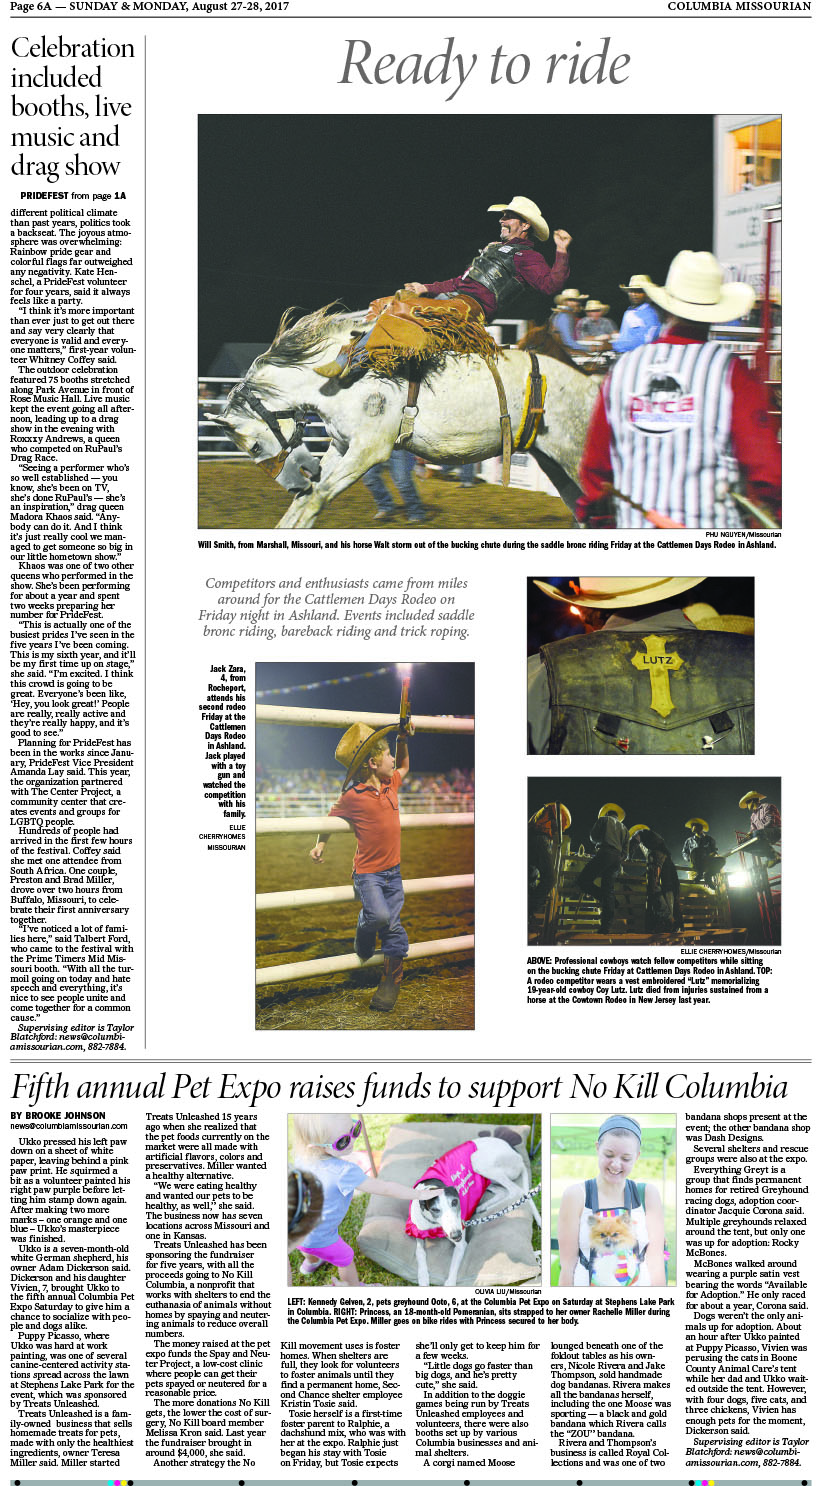 Page 6A — SUNDAY & MONDAY, August 27-28, 2017
COLUMBIA MISSOURIAN
Celebration
included
booths, live
music and
drag show
PRIDEFEST from page 1A
different political climate
than past years, politics took
a backseat. The joyous atmo-
sphere was overwhelming:
Rainbow pride gear and
colorful flags far outweighed
any negativity. Kate Hen-
schel, a PrideFest volunteer
for four years, said it always
feels like a party.
“I think it’s more important
than ever just to get out there
and say very clearly that
everyone is valid and every-
one matters,” first-year volun-
teer Whitney Coffey said.
The outdoor celebration
featured 75 booths stretched
along Park Avenue in front of
Rose Music Hall. Live music
kept the event going all after-
noon, leading up to a drag
show in the evening with
Roxxxy Andrews, a queen
who competed on RuPaul’s
Drag Race.
“Seeing a performer who’s
so well established — you
know, she’s been on TV,
she’s done RuPaul’s — she’s
an inspiration,” drag queen
Madora Khaos said. “Any-
body can do it. And I think
it’s just really cool we man-
aged to get someone so big in
our little hometown show.”
Khaos was one of two other
queens who performed in the
show. She’s been performing
for about a year and spent
two weeks preparing her
number for PrideFest.
“This is actually one of the
busiest prides I’ve seen in the
five years I’ve been coming.
This is my sixth year, and it’ll
be my first time up on stage,”
she said. “I’m excited. I think
this crowd is going to be
great. Everyone’s been like,
‘Hey, you look great!’ People
are really, really active and
they’re really happy, and it’s
good to see.”
Planning for PrideFest has
been in the works since Janu-
ary, PrideFest Vice President
Amanda Lay said. This year,
the organization partnered
with The Center Project, a
community center that cre-
ates events and groups for
LGBTQ people.
Hundreds of people had
arrived in the first few hours
of the festival. Coffey said
she met one attendee from
South Africa. One couple,
Preston and Brad Miller,
drove over two hours from
Buffalo, Missouri, to cele-
brate their first anniversary
together.
“I’ve noticed a lot of fami-
lies here,” said Talbert Ford,
who came to the festival with
the Prime Timers Mid Mis-
souri booth. “With all the tur-
moil going on today and hate
speech and everything, it’s
nice to see people unite and
come together for a common
cause.”
Supervising editor is Taylor
Blatchford: news@columbi-
amissourian.com, 882-7884.
Ready to ride
prca
PHU NGUYEN/Missourian
Will Smith, from Marshall, Missouri, and his horse Walt storm out of the bucking chute during the saddle bronc riding Friday at the Cattlemen Days Rodeo in Ashland.
Competitors and enthusiasts came from miles
around for the Cattlemen Days Rodeo on
Friday night in Ashland. Events included saddle
bronc riding, bareback riding and trick roping.
Jack Zara,
4, from
Rocheport,
attends his
second rodeo
Friday at the
Cattlemen
Days Rodeo
in Ashland.
Jack played
with a toy
gun and
watched the
competition
with his
family.
ELLIE
CHERRYHOMES
MISSOURIAN
LUTZ
ELLIE CHERRYHOMES/Missourian
ABOVE: Professional cowboys watch fellow competitors while sitting
on the bucking chute Friday at Cattlemen Days Rodeo in Ashland. TOP:
A rodeo competitor wears a vest embroidered “Lutz” memorializing
19-year-old cowboy Coy Lutz. Lutz died from injuries sustained from a
horse at the Cowtown Rodeo in New Jersey last year.
Fifth annual Pet Expo raises funds to support No Kill Columbia
BY BROOKE JOHNSON
news@columbiamissourian.com
Ukko pressed his left paw
down on a sheet of white
paper, leaving behind a pink
paw print. He squirmed a
bit as a volunteer painted his
right paw purple before let-
ting him stamp down again.
After making two more
marks – one orange and one
blue – Ukko’s masterpiece
was finished.
Ukko is a seven-month-old
white German shepherd, his
owner Adam Dickerson said.
Dickerson and his daughter
Vivien, 7, brought Ukko to
the fifth annual Columbia Pet
Expo Saturday to give him a
chance to socialize with peo-
ple and dogs alike.
Puppy Picasso, where
Ukko was hard at work
painting, was one of several
canine-centered activity sta-
tions spread across the lawn
at Stephens Lake Park for the
event, which was sponsored
by Treats Unleashed.
Treats Unleashed is a fam-
ily-owned business that sells
homemade treats for pets,
made with only the healthiest
ingredients, owner Teresa
Miller said. Miller started
Treats Unleashed 15 years
ago when she realized that
the pet foods currently on the
market were all made with
artificial flavors, colors and
preservatives. Miller wanted
a healthy alternative.
“We were eating healthy
and wanted our pets to be
healthy, as well,” she said.
The business now has seven
locations across Missouri and
one in Kansas.
Treats Unleashed has been
sponsoring the fundraiser
for five years, with all the
proceeds going to No Kill
Columbia, a nonprofit that
works with shelters to end the
euthanasia of animals without
homes by spaying and neuter-
ing animals to reduce overall
numbers.
The money raised at the pet
expo funds the Spay and Neu-
ter Project, a low-cost clinic
where people can get their
pets spayed or neutered for a
reasonable price.
The more donations No Kill
gets, the lower the cost of sur-
gery, No Kill board member
Melissa Kron said. Last year
the fundraiser brought in
around $4,000, she said.
Another strategy the No
OLIVIA LIU/Missourian
LEFT: Kennedy Gelven, 2, pets greyhound Ooto, 6, at the Columbia Pet Expo on Saturday at Stephens Lake Park
in Columbia. RIGHT: Princess, an 18-month-old Pomeranian, sits strapped to her owner Rachelle Miller during
the Columbia Pet Expo. Miller goes on bike rides with Princess secured to her body.
Kill movement uses is foster
homes. When shelters are
full, they look for volunteers
to foster animals until they
find a permanent home, Sec-
ond Chance shelter employee
Kristin Tosie said.
Tosie herself is a first-time
foster parent to Ralphie, a
dachshund mix, who was with
her at the expo. Ralphie just
began his stay with Tosie
on Friday, but Tosie expects
she’ll only get to keep him for
a few weeks.
“Little dogs go faster than
big dogs, and he’s pretty
cute,” she said.
In addition to the doggie
games being run by Treats
Unleashed employees and
volunteers, there were also
booths set up by various
Columbia businesses and ani-
mal shelters.
A corgi named Moose
lounged beneath one of the
foldout tables as his own-
ers, Nicole Rivera and Jake
Thompson, sold handmade
dog bandanas. Rivera makes
all the bandanas herself,
including the one Moose was
sporting — a black and gold
bandana which Rivera calls
the “ZOU” bandana.
Rivera and Thompson’s
business is called Royal Col-
lections and was one of two
bandana shops present at the
event; the other bandana shop
was Dash Designs.
Several shelters and rescue
groups were also at the expo.
Everything Greyt is a
group that finds permanent
homes for retired Greyhound
racing dogs, adoption coor-
dinator Jacquie Corona said.
Multiple greyhounds relaxed
around the tent, but only one
was up for adoption: Rocky
McBones.
McBones walked around
wearing a purple satin vest
bearing the words “Available
for Adoption.” He only raced
for about a year, Corona said.
Dogs weren’t the only ani-
mals up for adoption. About
an hour after Ukko painted
at Puppy Picasso, Vivien was
perusing the cats in Boone
County Animal Care’s tent
while her dad and Ukko wait-
ed outside the tent. However,
with four dogs, five cats, and
three chickens, Vivien has
enough pets for the moment,
Dickerson said.
Supervising editor is Taylor
Blatchford: news@columbi-
amissourian.com, 882-7884.